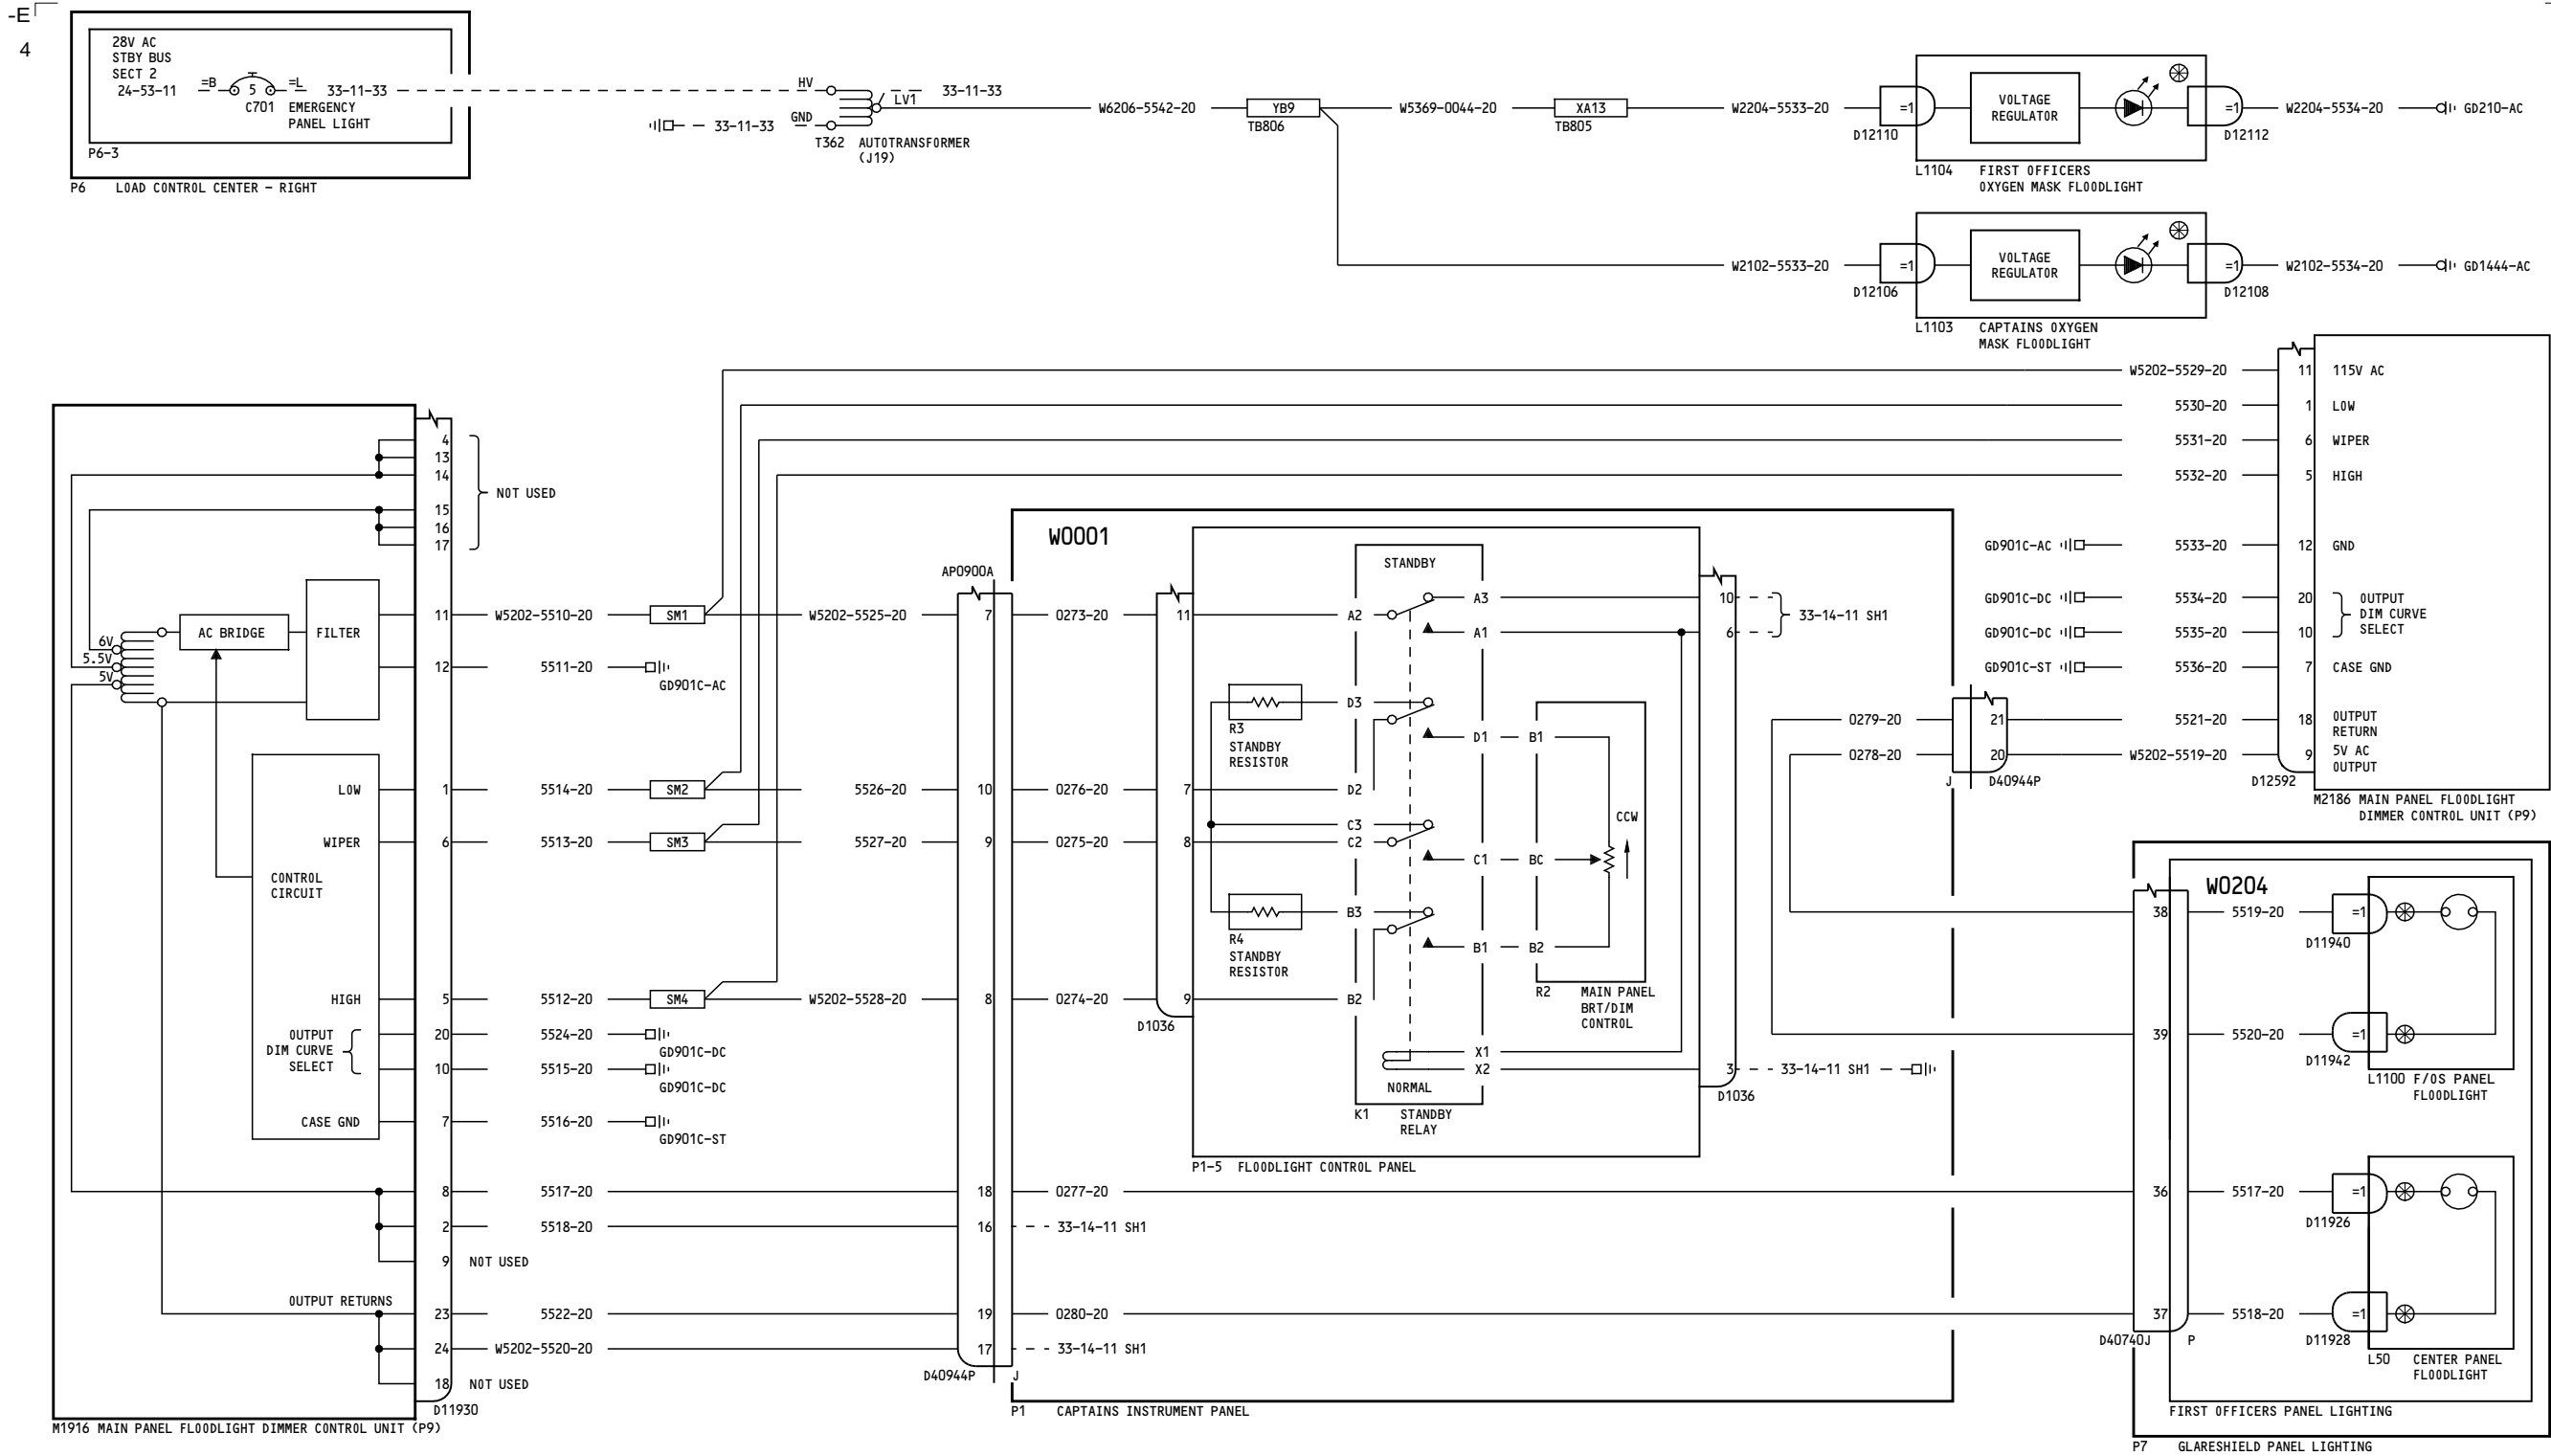 -E
4
28V AC
STBY BUS
SECT 2
24-53-11
=B
5
=L
33-11-33
C701
EMERGENCY
PANEL LIGHT
P6-3
P6 LOAD CONTROL CENTER - RIGHT
HV
LV1
33-11-33
33-11-33
GND
T362 AUTOTRANSFORMER
(J19)
W6206-5542-20
YB9
TB806
W5369-0044-20
XA13
TB805
W2204-5533-20
=1
D12110
VOLTAGE
REGULATOR
=1
D12112
W2204-5534-20
GD210-AC
L1104 FIRST OFFICERS
OXYGEN MASK FLOODLIGHT
W2102-5533-20
=1
D12106
VOLTAGE
REGULATOR
=1
D12108
W2102-5534-20
GD1444-AC
L1103 CAPTAINS OXYGEN
MASK FLOODLIGHT
W5202-5529-20 11 115V AC
5530-20 1 LOW
5531-20 6 WIPER
5532-20 5 HIGH
GD901C-AC 5533-20 12 GND
GD901C-DC 5534-20 20
GD901C-DC 5535-20 10
OUTPUT
DIM CURVE
SELECT
GD901C-ST 5536-20 7 CASE GND
0279-20 21 5521-20 18 OUTPUT
RETURN
0278-20 20 W5202-5519-20 9 5V AC
OUTPUT
J D40944P
D12592
M2186 MAIN PANEL FLOODLIGHT
DIMMER CONTROL UNIT (P9)
4
13
14
15
16
17
NOT USED
6V
5.5V
5V
AC BRIDGE
FILTER
11 W5202-5510-20 SM1 W5202-5525-20 7 0273-20 11
12 5511-20
GD901C-AC
CONTROL
CIRCUIT
LOW 1 5514-20 SM2 5526-20 10 0276-20 7
WIPER 6 5513-20 SM3 5527-20 9 0275-20 8
HIGH 5 5512-20 SM4 W5202-5528-20 8 0274-20 9
OUTPUT
DIM CURVE
SELECT
20 5524-20
GD901C-DC
10 5515-20
GD901C-DC
CASE GND 7 5516-20
GD901C-ST
8 5517-20 18 0277-20
2 5518-20 16 33-14-11 SH1
9 NOT USED
OUTPUT RETURNS
23 5522-20 19 0280-20
24 W5202-5520-20 17 33-14-11 SH1
18 NOT USED
D11930
M1916 MAIN PANEL FLOODLIGHT DIMMER CONTROL UNIT (P9)
AP0900A
D40944P J
W0001
D1036
STANDBY
A2
A3
A1
10
6
33-14-11 SH1
R3
STANDBY
RESISTOR
D3
D1 B1
D2
C3
C2
C1 BC
CCW
R4
STANDBY
RESISTOR
B3
B1 B2
B2
R2 MAIN PANEL
BRT/DIM
CONTROL
X1
X2
NORMAL
K1 STANDBY
RELAY
3 33-14-11 SH1
D1036
P1-5 FLOODLIGHT CONTROL PANEL
P1 CAPTAINS INSTRUMENT PANEL
W0204
38 5519-20 =1
D11940
39 5520-20 =1
D11942
L1100 F/OS PANEL
FLOODLIGHT
36 5517-20 =1
D11926
37 5518-20 =1
D40740J P
D11928
L50 CENTER PANEL
FLOODLIGHT
FIRST OFFICERS PANEL LIGHTING
P7 GLARESHIELD PANEL LIGHTING